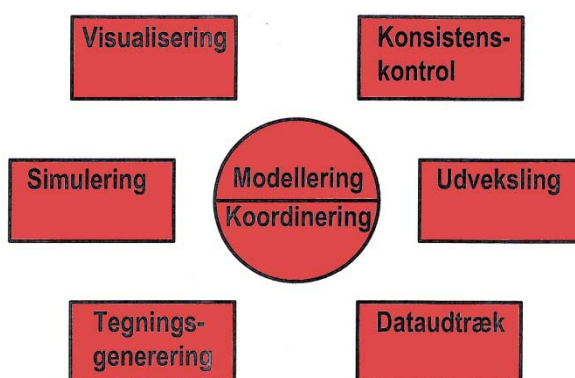 Visualisering
Konsistens-
kontrol
Simulering
Modellering
Koordinering
Udveksling
Tegnings-
generering
Dataudtræk